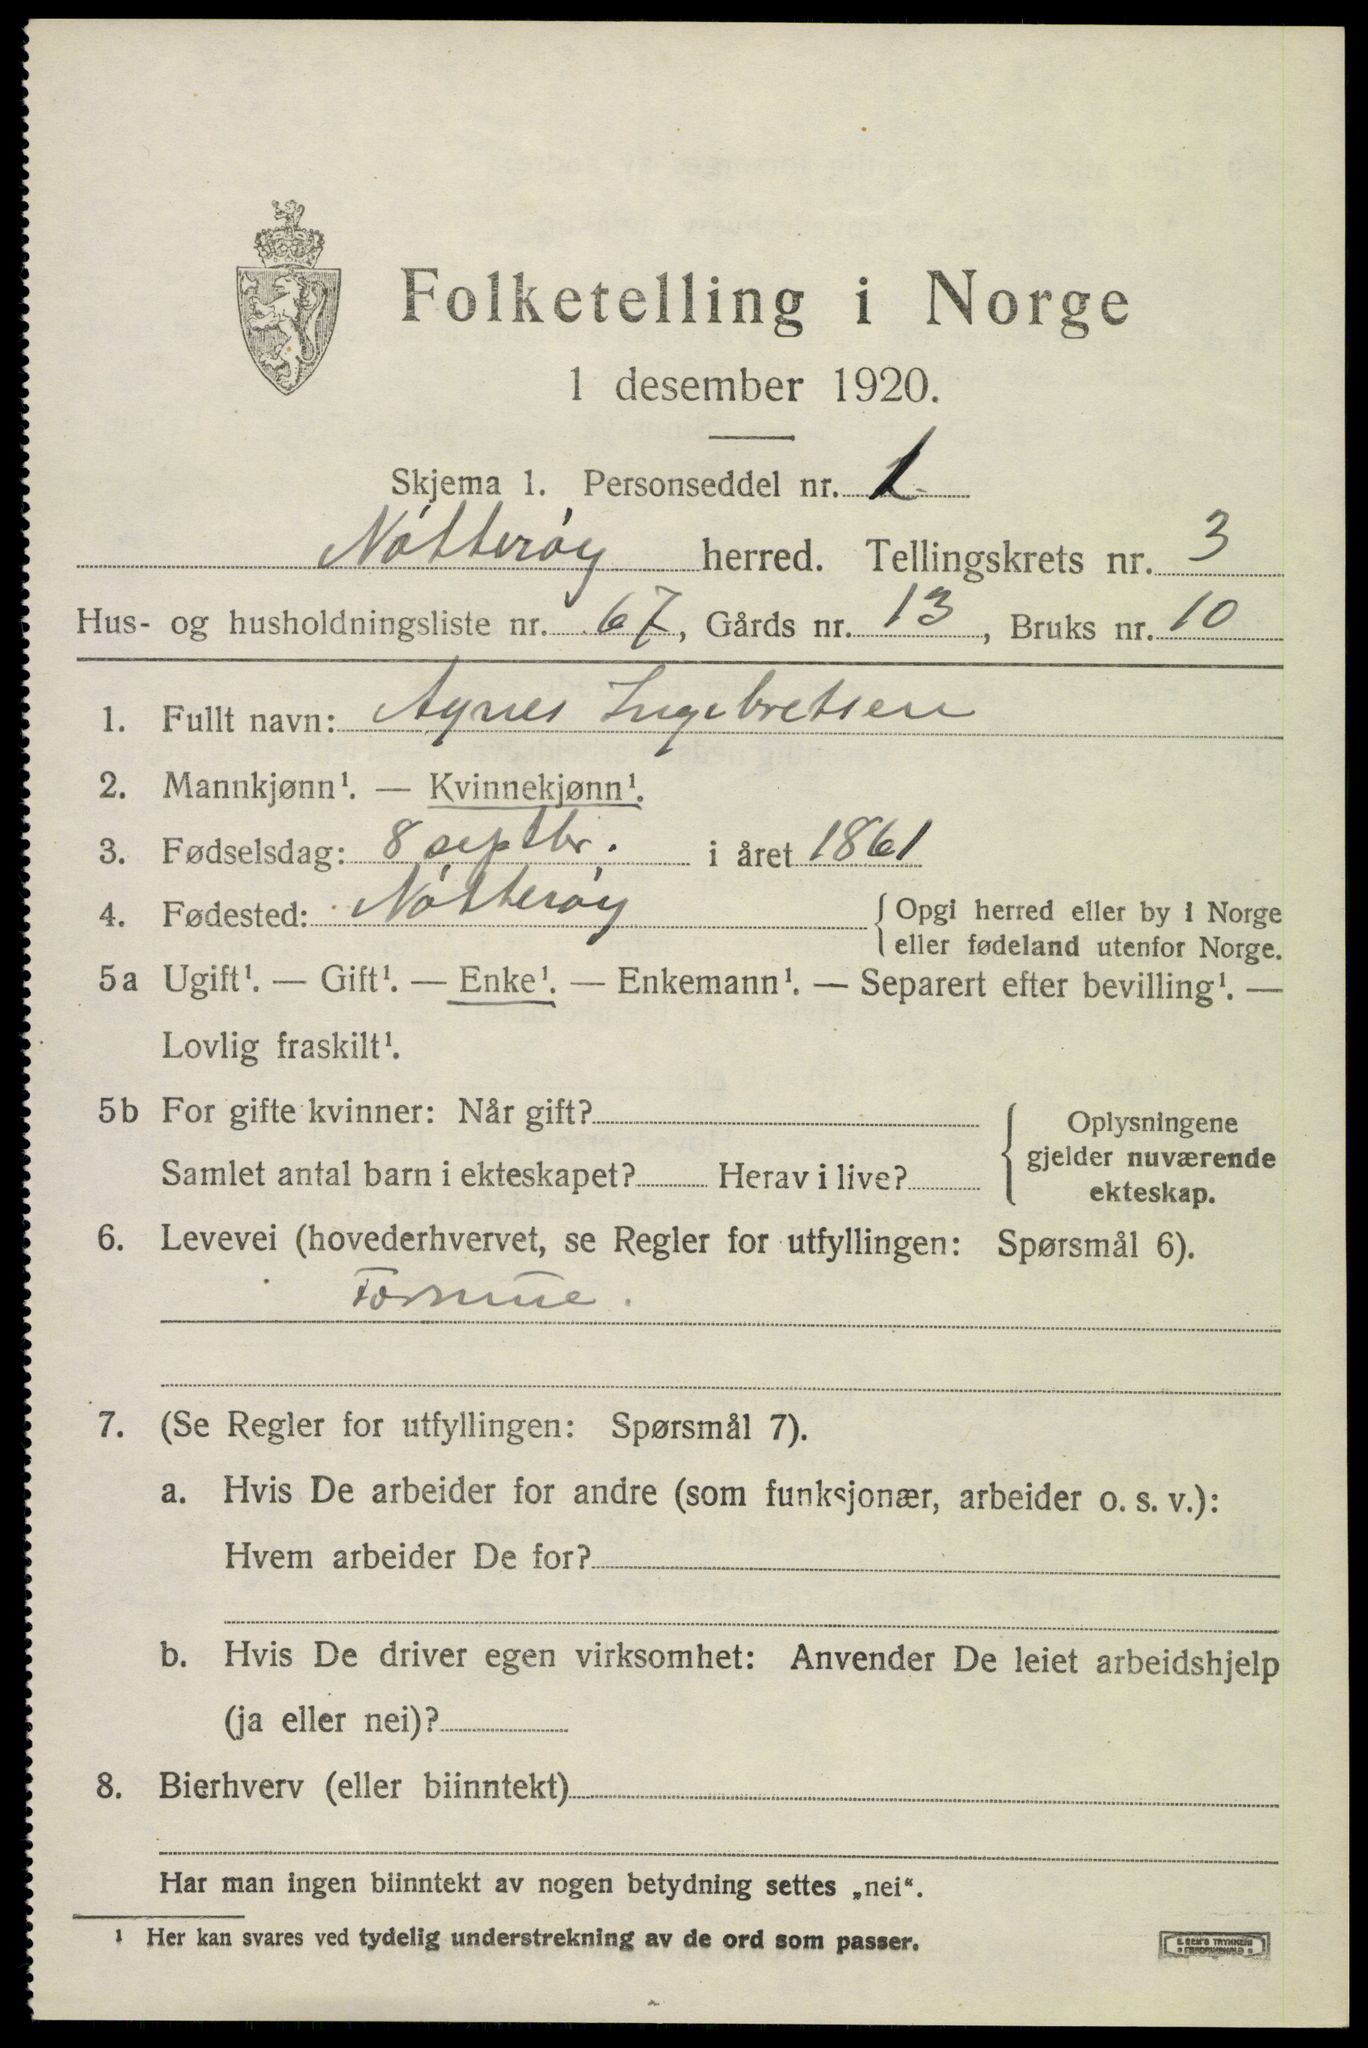 Folketelling i Norge
1 desember 1920.
Skjema 1. Personseddel nr. 1
Nótteróy herred. Tellingskrets nr. 3
Hus- og husholdningsliste nr. 67, Gårds nr. 13, Bruks nr. 10
1. Fullt navn: Agnes Ingebretsen
2. Mannkjønn¹. — Kvinnekjønn¹.
3. Fødselsdag: 8 septbr. i året 1861
4. Fødested: Nótteróy {Opgi herred eller by i Norge
eller fødeland utenfor Norge.
5a Ugift¹. — Gift¹. — Enke¹. — Enkemann¹. — Separert efter bevilling¹. —
Lovlig fraskilt¹.
5b For gifte kvinner: Når gift?
Samlet antal barn i ekteskapet? Herav i live?
{Oplysningene
gjelder nuværende
ekteskap.
6. Levevei (hovederhvervet, se Regler for utfyllingen: Spørsmål 6).
Formue.
7. (Se Regler for utfyllingen: Spørsmål 7).
a. Hvis De arbeider for andre (som funksjonær, arbeider o. s. v.):
Hvem arbeider De for?
b. Hvis De driver egen virksomhet: Anvender De leiet arbeidshjelp
(ja eller nei)?
8. Bierhverv (eller biinntekt)
Har man ingen biinntekt av nogen betydning settes „nei“.
¹ Her kan svares ved tydelig understrekning av de ord som passer.